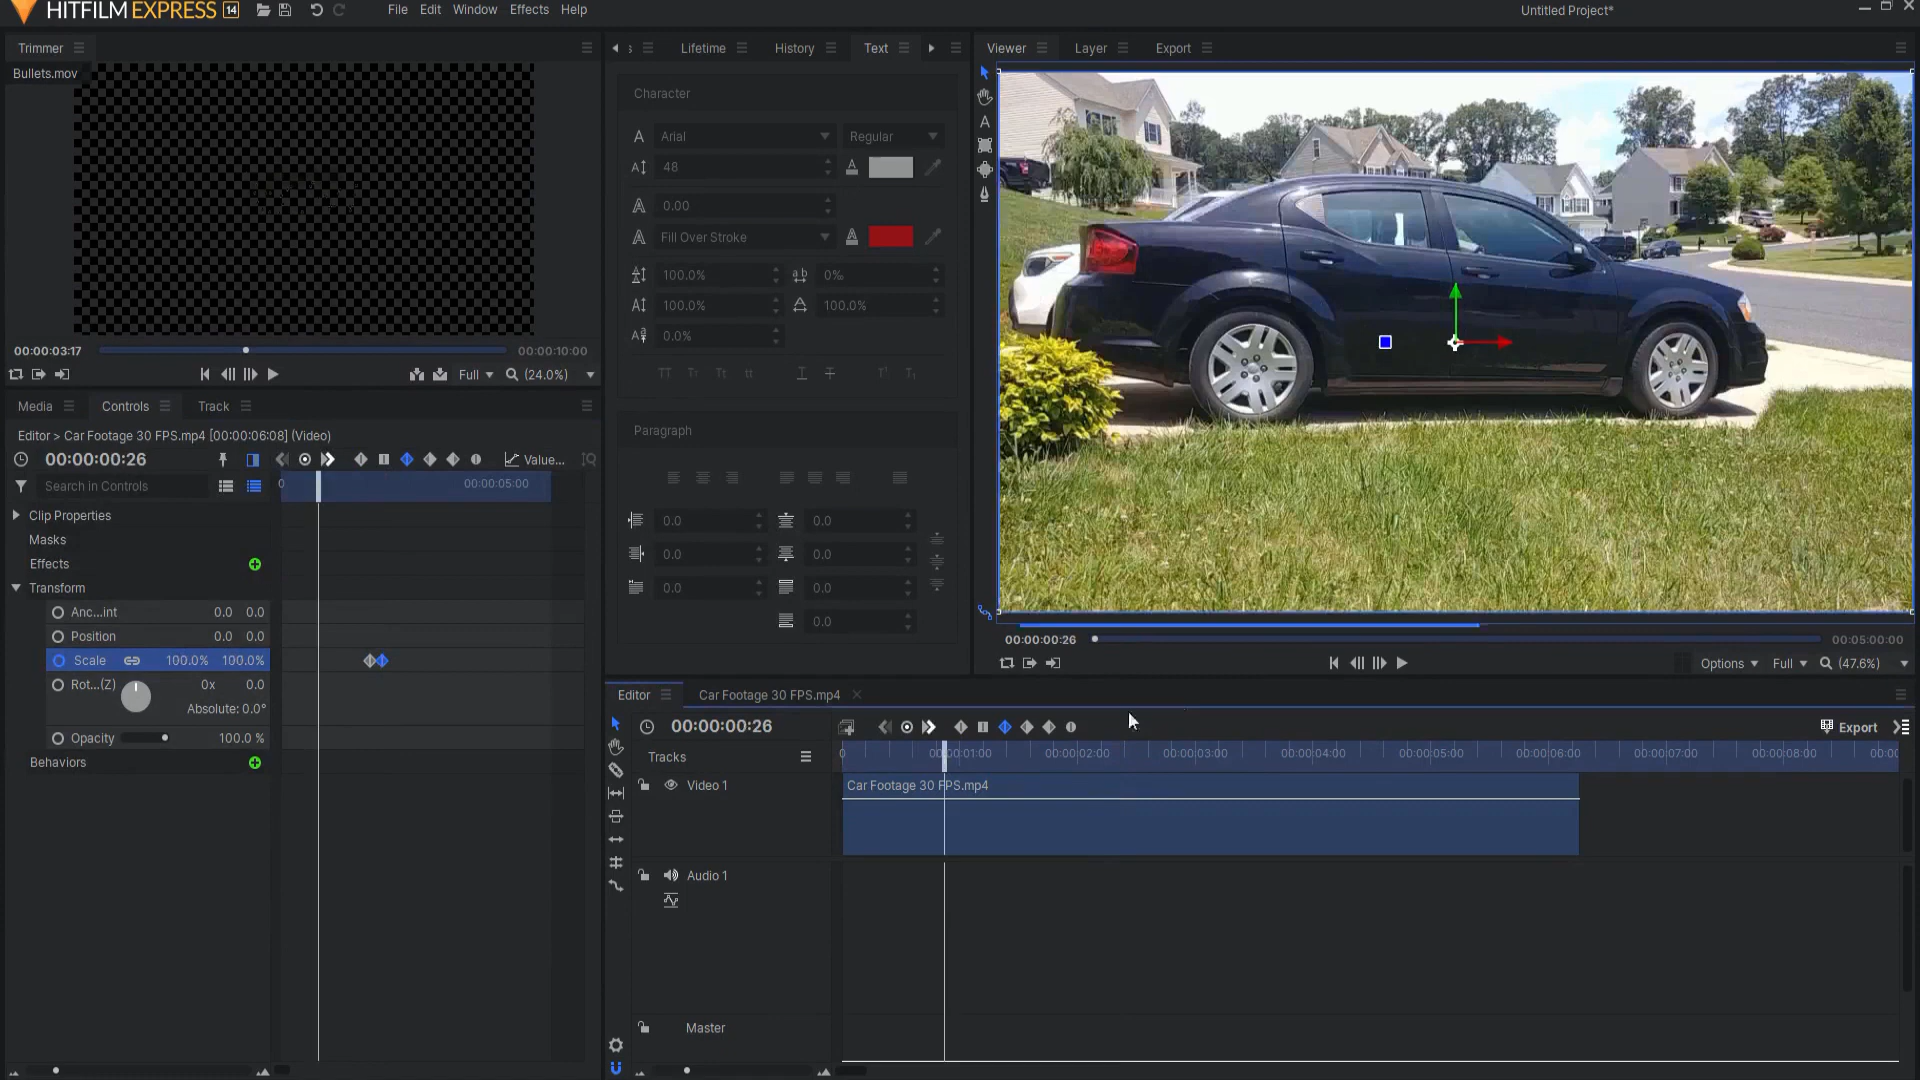 HITFILM EXPRESS 14
File Edit Window Effects Help
Untitled Project*
Trimmer
Bullets.mov
00:00:03:17
00:00:10:00
Full
(24.0%)
Lifetime
History
Text
Character
Arial
Regular
48
0.00
Fill Over Stroke
100.0%
0%
100.0%
100.0%
0.0%
Paragraph
0.0
0.0
0.0
0.0
0.0
0.0
0.0
Viewer
Layer
Export
00:00:00:26
00:05:00:00
Options
Full
(47.6%)
Media
Controls
Track
Editor > Car Footage 30 FPS.mp4 [00:00:06:08] (Video)
00:00:00:26
Value...
Search in Controls
0
00:00:05:00
Clip Properties
Masks
Effects
Transform
Anc...int 0.0 0.0
Position 0.0 0.0
Scale 100.0% 100.0%
Rot...(Z) 0x 0.0
Absolute: 0.0°
Opacity 100.0 %
Behaviors
Editor
Car Footage 30 FPS.mp4
00:00:00:26
Export
Tracks
0 00:00:01:00 00:00:02:00 00:00:03:00 00:00:04:00 00:00:05:00 00:00:06:00 00:00:07:00 00:00:08:00 00:00
Video 1
Car Footage 30 FPS.mp4
Audio 1
Master